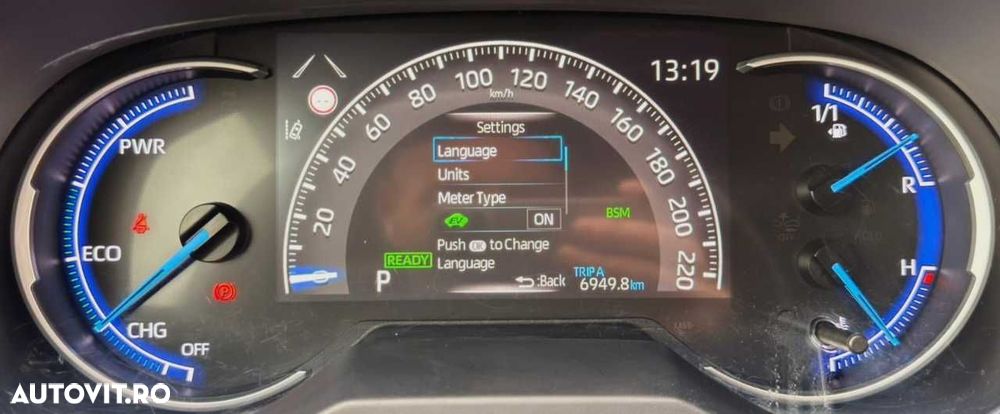 PWR
ECO
CHG
OFF
20
40
60
80
100
120
140
160
180
200
220
km/h
13:19
Settings
Language
Units
Meter Type
EV ON
Push OK to Change
Language
:Back
READY
P
BSM
TRIP A
6949.8 km
1/1
R
H
AUTOVIT.RO